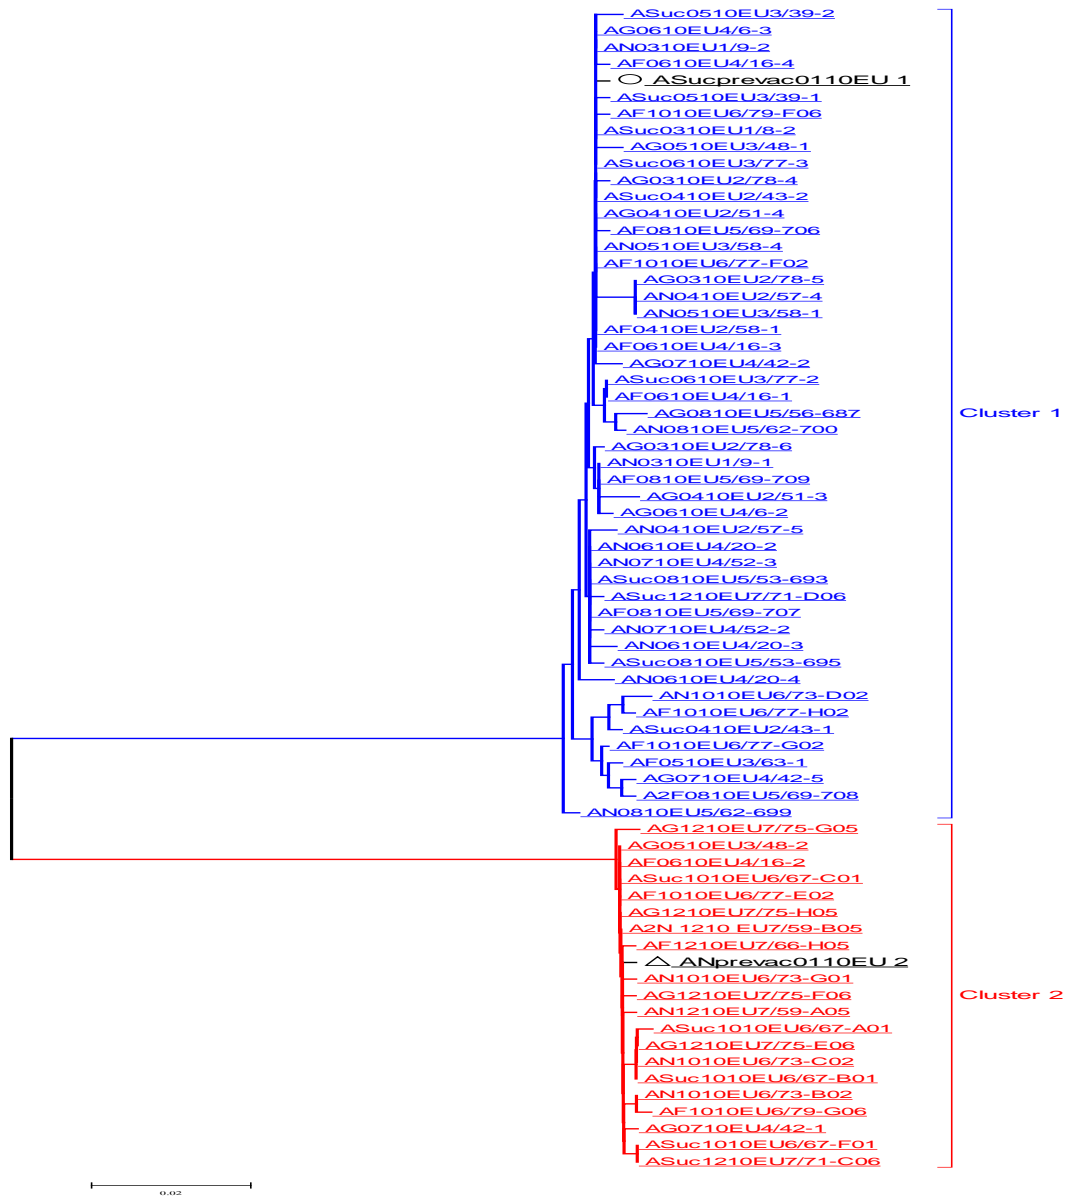 ASuc0510EU3/39-2
AG0610EU4/6-3
AN0310EU1/9-2
AF0610EU4/16-4
ASucprevac0110EU 1
ASuc0510EU3/39-1
AF1010EU6/79-F06
ASuc0310EU1/8-2
AG0510EU3/48-1
ASuc0610EU3/77-3
AG0310EU2/78-4
ASuc0410EU2/43-2
AG0410EU2/51-4
AF0810EU5/69-706
AN0510EU3/58-4
AF1010EU6/77-F02
AG0310EU2/78-5
AN0410EU2/57-4
AN0510EU3/58-1
AF0410EU2/58-1
AF0610EU4/16-3
AG0710EU4/42-2
ASuc0610EU3/77-2
AF0610EU4/16-1
AG0810EU5/56-687
Cluster 1
AN0810EU5/62-700
AG0310EU2/78-6
AN0310EU1/9-1
AF0810EU5/69-709
AG0410EU2/51-3
AG0610EU4/6-2
AN0410EU2/57-5
AN0610EU4/20-2
AN0710EU4/52-3
ASuc0810EU5/53-693
ASuc1210EU7/71-D06
AF0810EU5/69-707
AN0710EU4/52-2
AN0610EU4/20-3
ASuc0810EU5/53-695
AN0610EU4/20-4
AN1010EU6/73-D02
AF1010EU6/77-H02
ASuc0410EU2/43-1
AF1010EU6/77-G02
AF0510EU3/63-1
AG0710EU4/42-5
A2F0810EU5/69-708
AN0810EU5/62-699
AG1210EU7/75-G05
AG0510EU3/48-2
AF0610EU4/16-2
ASuc1010EU6/67-C01
AF1010EU6/77-E02
AG1210EU7/75-H05
A2N 1210 EU7/59-B05
AF1210EU7/66-H05
ANprevac0110EU 2
AN1010EU6/73-G01
AG1210EU7/75-F06
Cluster 2
AN1210EU7/59-A05
ASuc1010EU6/67-A01
AG1210EU7/75-E06
AN1010EU6/73-C02
ASuc1010EU6/67-B01
AN1010EU6/73-B02
AF1010EU6/79-G06
AG0710EU4/42-1
ASuc1010EU6/67-F01
ASuc1210EU7/71-C06
0.02